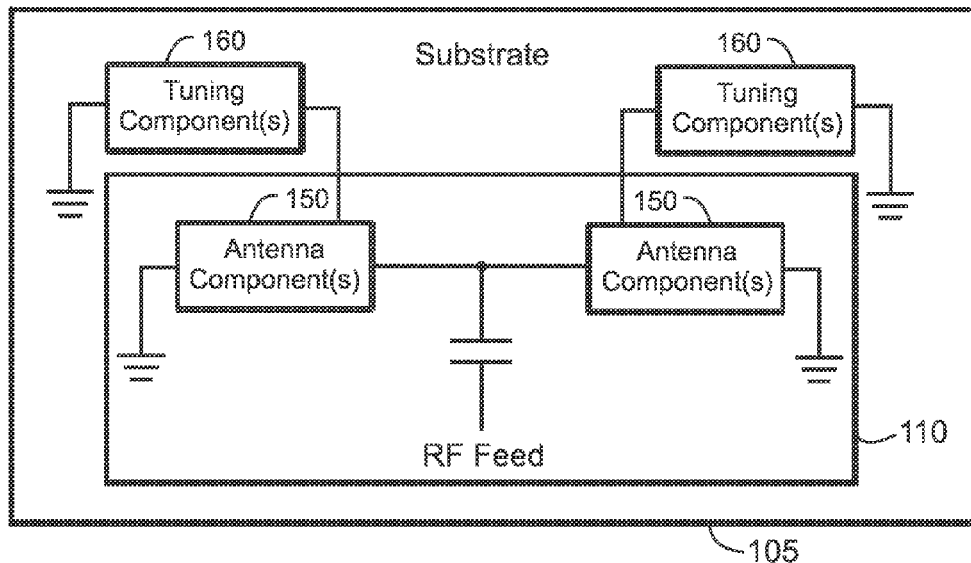 160
Substrate
160
Tuning
Component(s)
Tuning
Component(s)
150
150
Antenna
Component(s)
Antenna
Component(s)
RF Feed
110
105